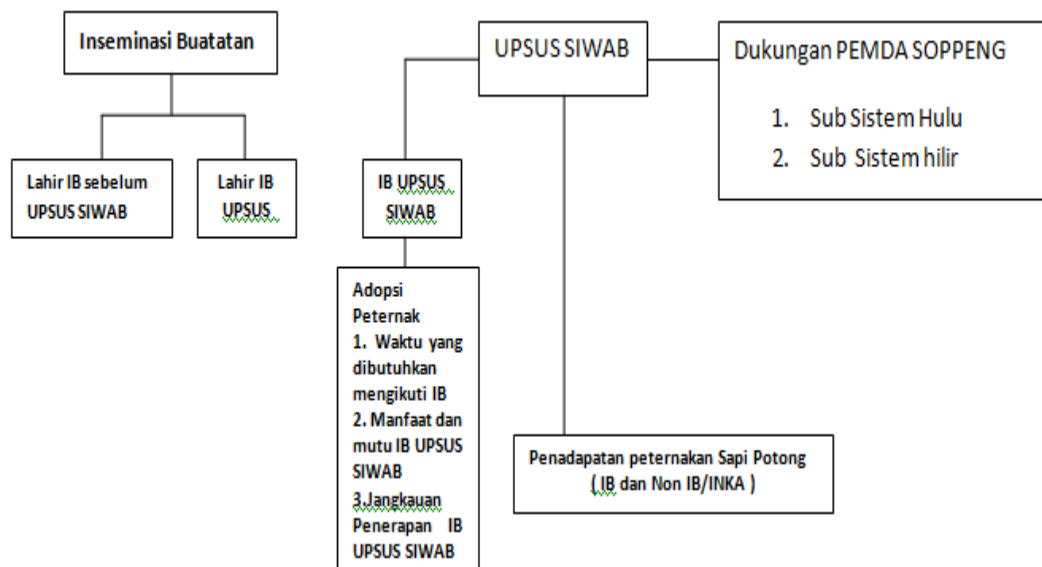 Inseminasi Buatatan
Lahir IB sebelum
UPSUS SIWAB
Lahir IB
UPSUS
UPSUS SIWAB
IB UPSUS
SIWAB
Adopsi
Peternak
1. Waktu yang
dibutuhkan
mengikuti IB
2. Manfaat dan
mutu IB UPSUS
SIWAB
3.Jangkauan
Penerapan IB
UPSUS SIWAB
Dukungan PEMDA SOPPENG
1. Sub Sistem Hulu
2. Sub Sistem hilir
Penadapatan peternakan Sapi Potong
( IB dan Non IB/INKA )